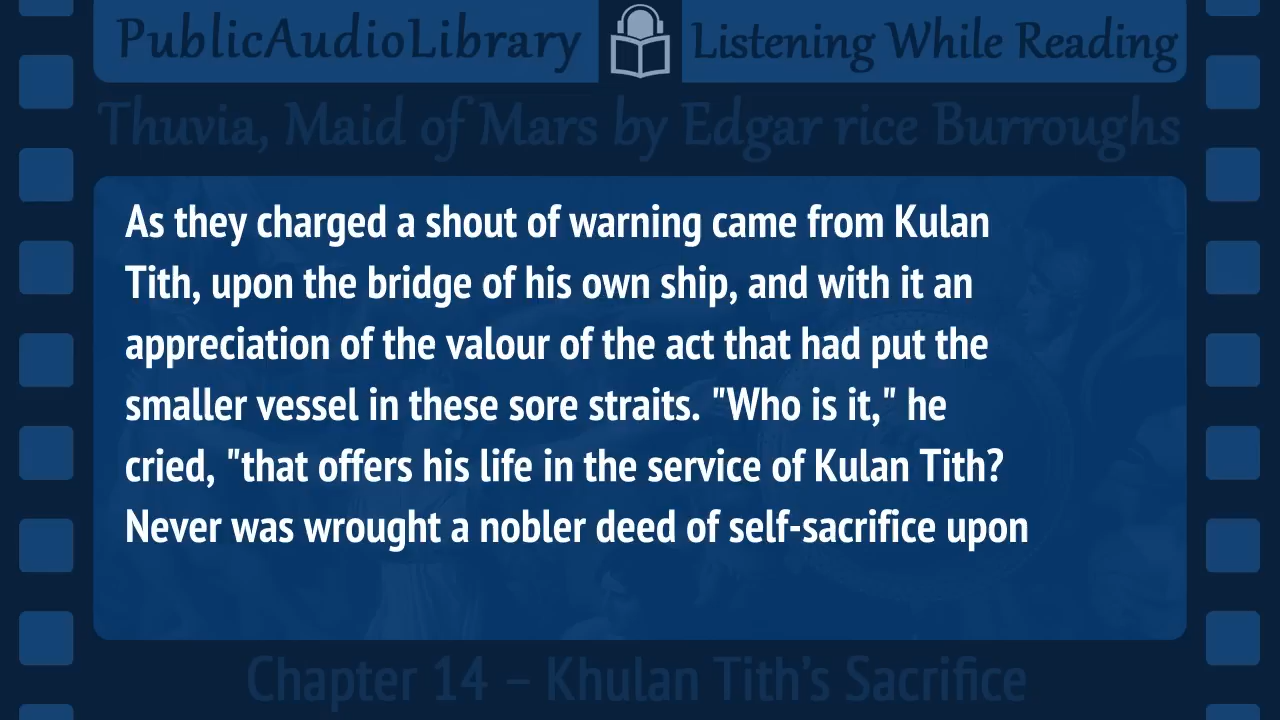 PublicAudioLibrary Listening While Reading
Thuvia, Maid of Mars by Edgar rice Burroughs
As they charged a shout of warning came from Kulan
Tith, upon the bridge of his own ship, and with it an
appreciation of the valour of the act that had put the
smaller vessel in these sore straits. "Who is it," he
cried, "that offers his life in the service of Kulan Tith?
Never was wrought a nobler deed of self-sacrifice upon
Chapter 14 – Khulan Tith's Sacrifice